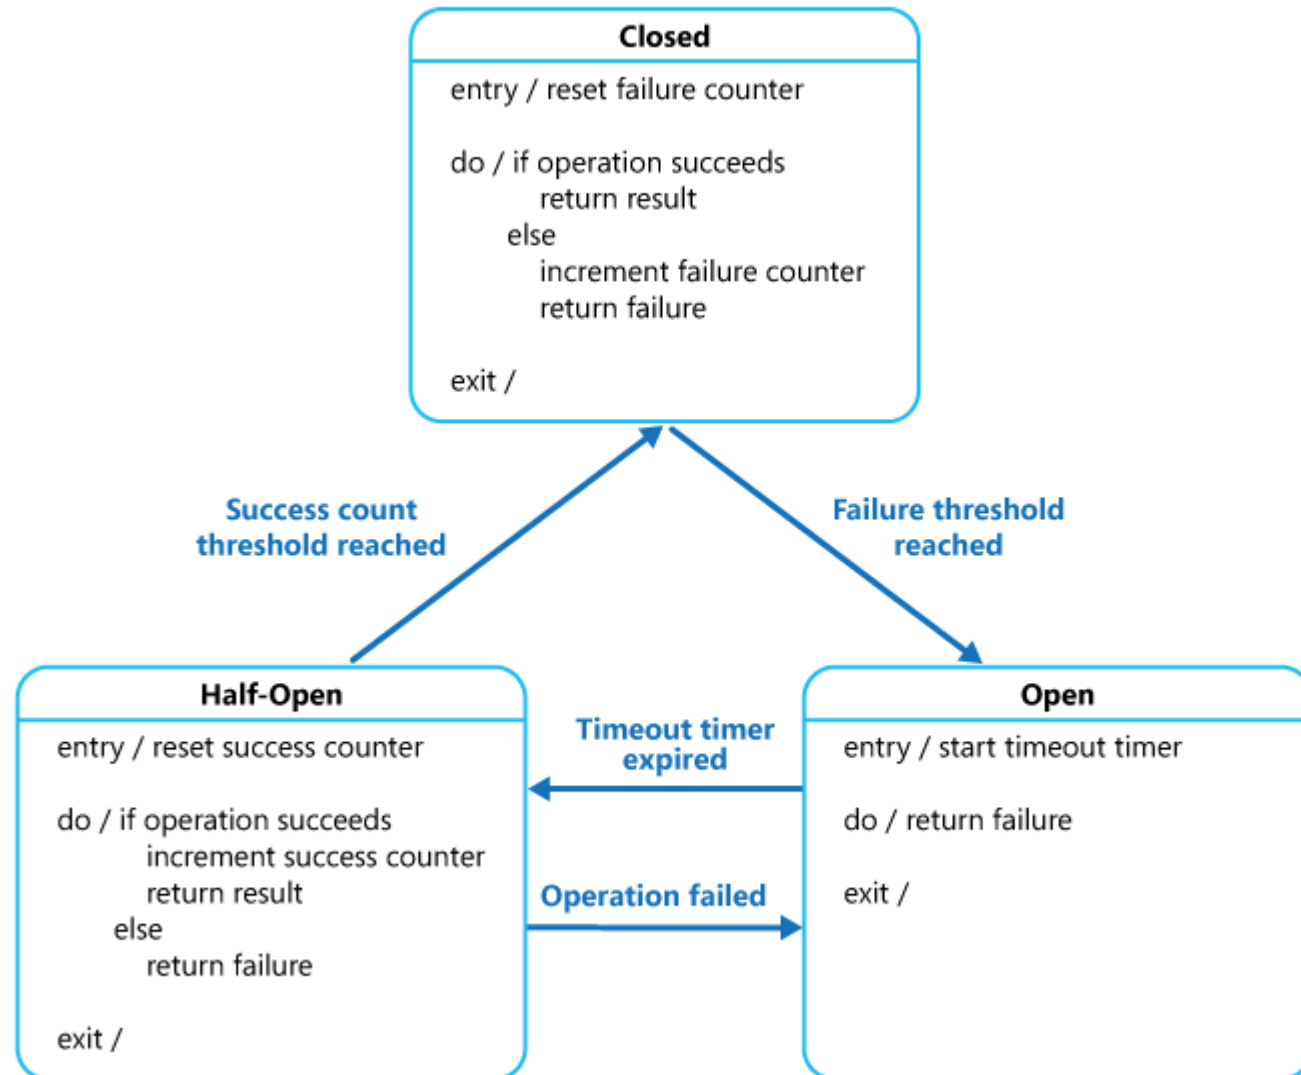 Closed
entry / reset failure counter
do / if operation succeeds
return result
else
increment failure counter
return failure
exit /
Success count
threshold reached
Failure threshold
reached
Half-Open
entry / reset success counter
do / if operation succeeds
increment success counter
return result
else
return failure
exit /
Timeout timer
expired
Operation failed
Open
entry / start timeout timer
do / return failure
exit /